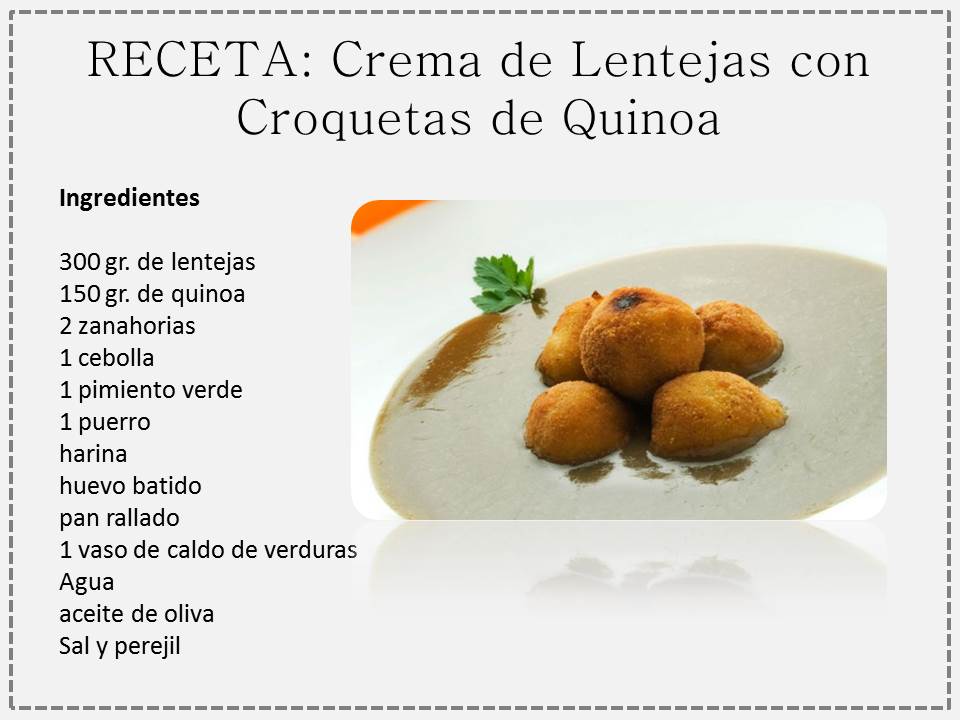 RECETA: Crema de Lentejas con
Croquetas de Quinoa
Ingredientes
300 gr. de lentejas
150 gr. de quinoa
2 zanahorias
1 cebolla
1 pimiento verde
1 puerro
harina
huevo batido
pan rallado
1 vaso de caldo de verduras
Agua
aceite de oliva
Sal y perejil